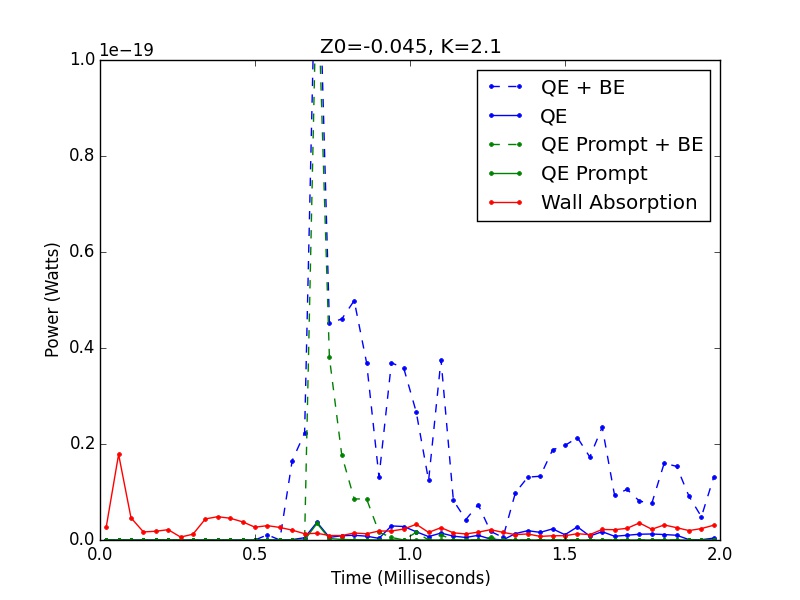 Z0=-0.045, K=2.1
1e−19
1.0
0.8
0.6
0.4
0.2
0.0
Power (Watts)
QE + BE
QE
QE Prompt + BE
QE Prompt
Wall Absorption
0.0 0.5 1.0 1.5 2.0
Time (Milliseconds)